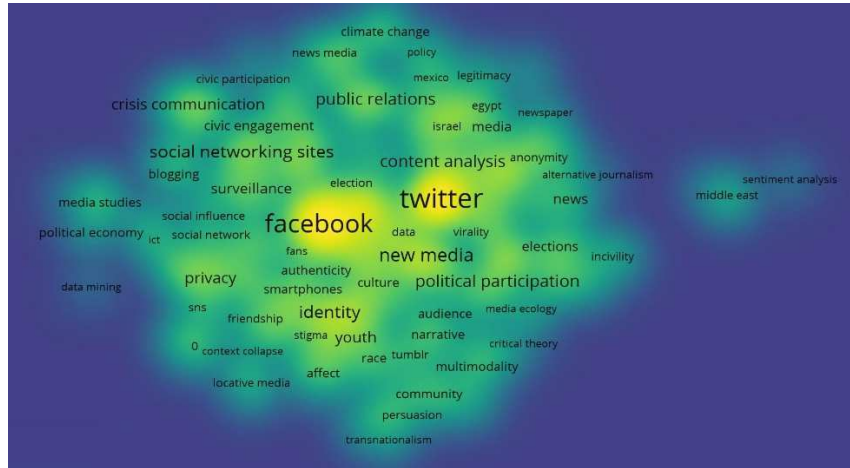 climate change
news media
policy
civic participation
mexico
legitimacy
crisis communication
public relations
egypt
newspaper
civic engagement
israel
media
social networking sites
content analysis
anonymity
blogging
alternative journalism
sentiment analysis
surveillance
election
twitter
middle east
media studies
news
social influence
facebook
political economy
ict
social network
data
virality
fans
new media
elections
incivility
privacy
authenticity
data mining
smartphones
culture
political participation
sns
friendship
identity
audience
media ecology
stigma
youth
narrative
critical theory
0
context collapse
race
tumblr
multimodality
locative media
affect
community
persuasion
transnationalism